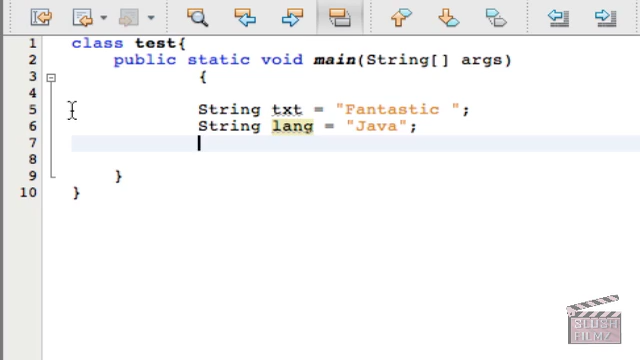 1 class test{
2 public static void main(String[] args)
3 {
4
5 String txt = "Fantastic ";
6 String lang = "Java";
7
8
9 }
10 }
SLUSH
FILMZ